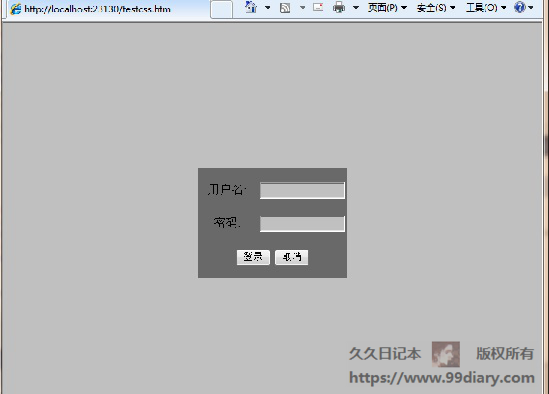 http://localhost:23130/testcss.htm
页面(P) 安全(S) 工具(O)
用户名:
密码:
登录 取消
久久日记本 版权所有
https://www.99diary.com